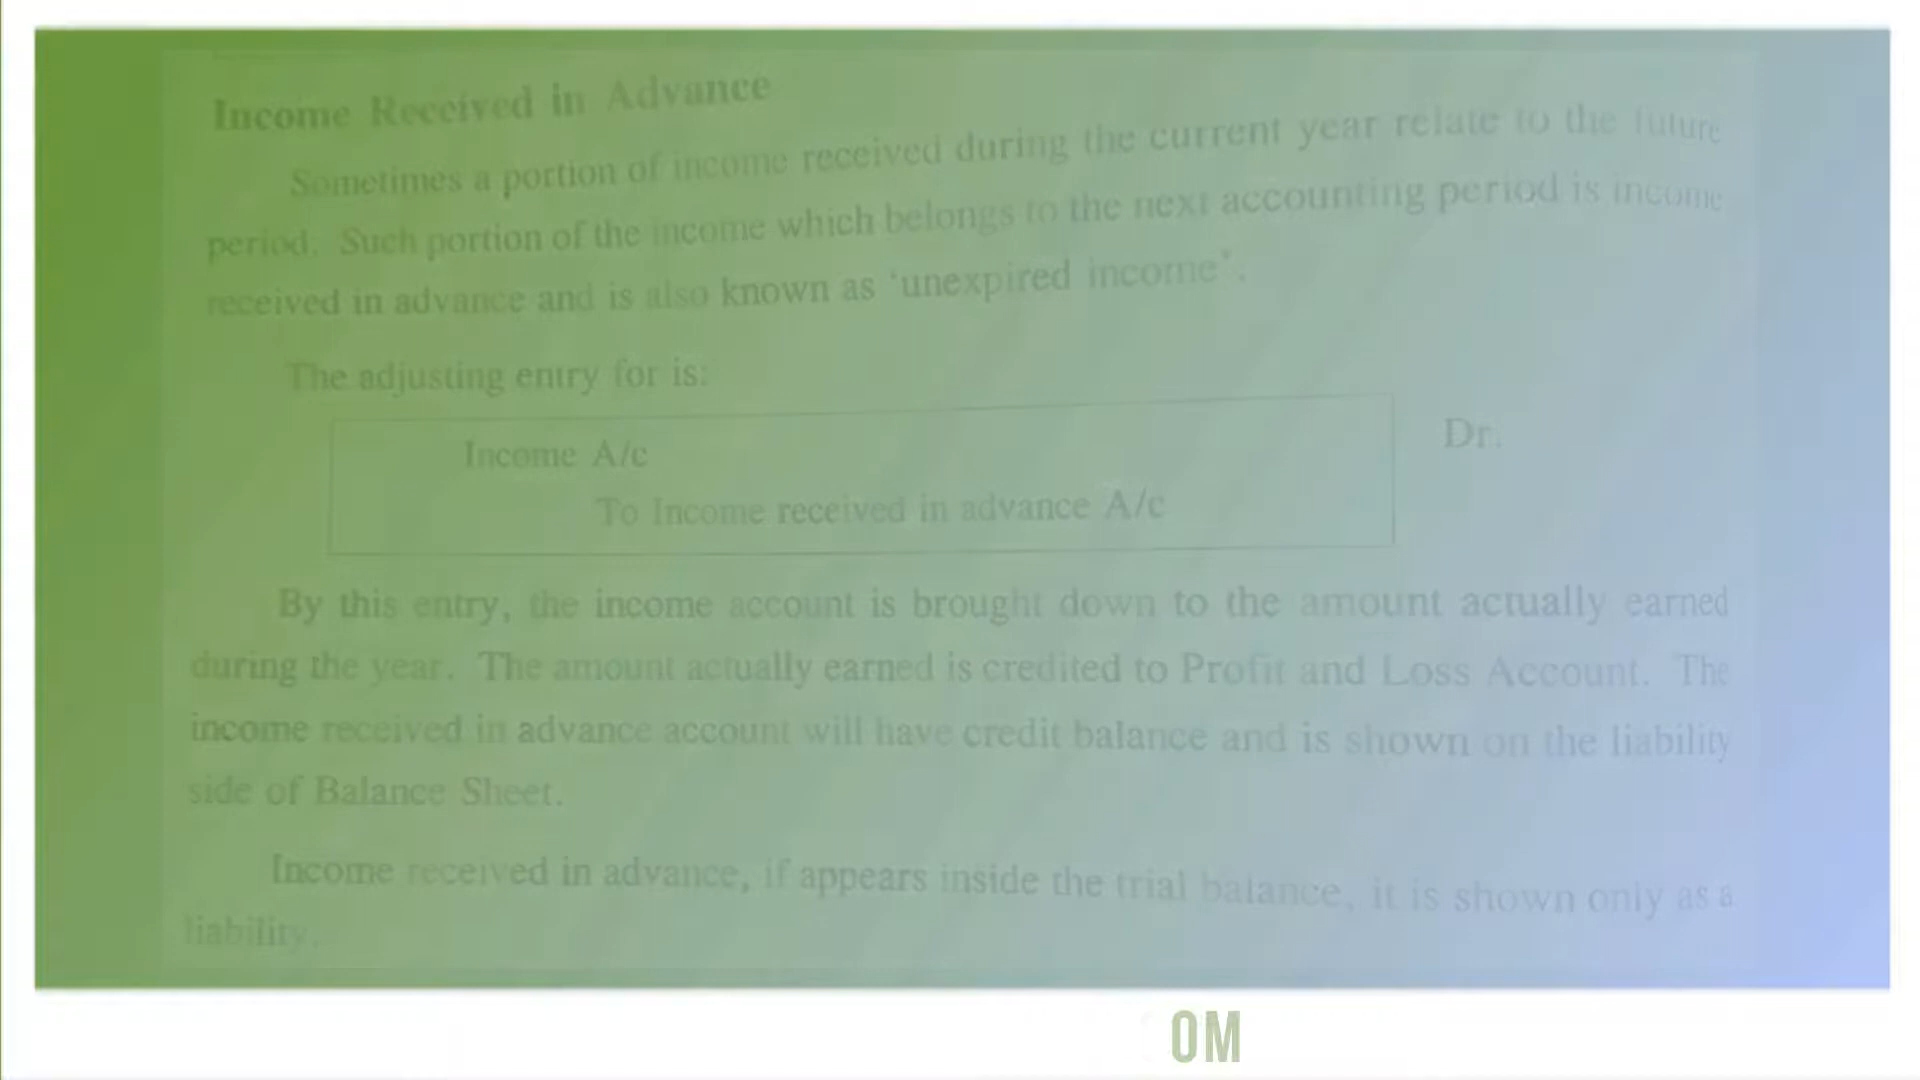 Income Received in Advance
Sometimes a portion of income received during the current year relate to the future
period. Such portion of the income which belongs to the next accounting period is income
received in advance and is also known as 'unexpired income'.
The adjusting entry for is:
Income A/c Dr.
To Income received in advance A/c
By this entry, the income account is brought down to the amount actually earned
during the year. The amount actually earned is credited to Profit and Loss Account. The
income received in advance account will have credit balance and is shown on the liability
side of Balance Sheet.
Income received in advance, if appears inside the trial balance, it is shown only as a
liability.
OM